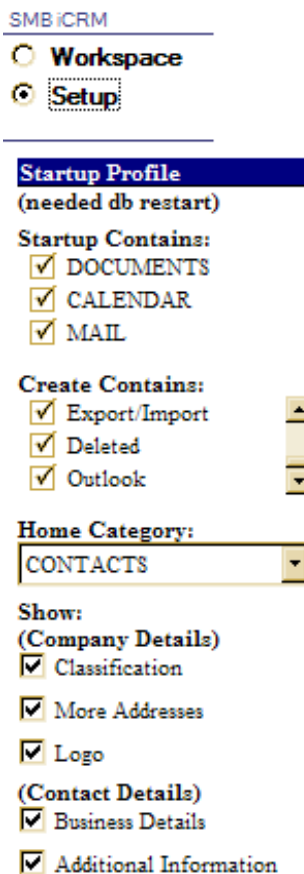 SMB iCRM
Workspace
Setup
Startup Profile
(needed db restart)
Startup Contains:
DOCUMENTS
CALENDAR
MAIL
Create Contains:
Export/Import
Deleted
Outlook
Home Category:
CONTACTS
Show:
(Company Details)
Classification
More Addresses
Logo
(Contact Details)
Business Details
Additional Information